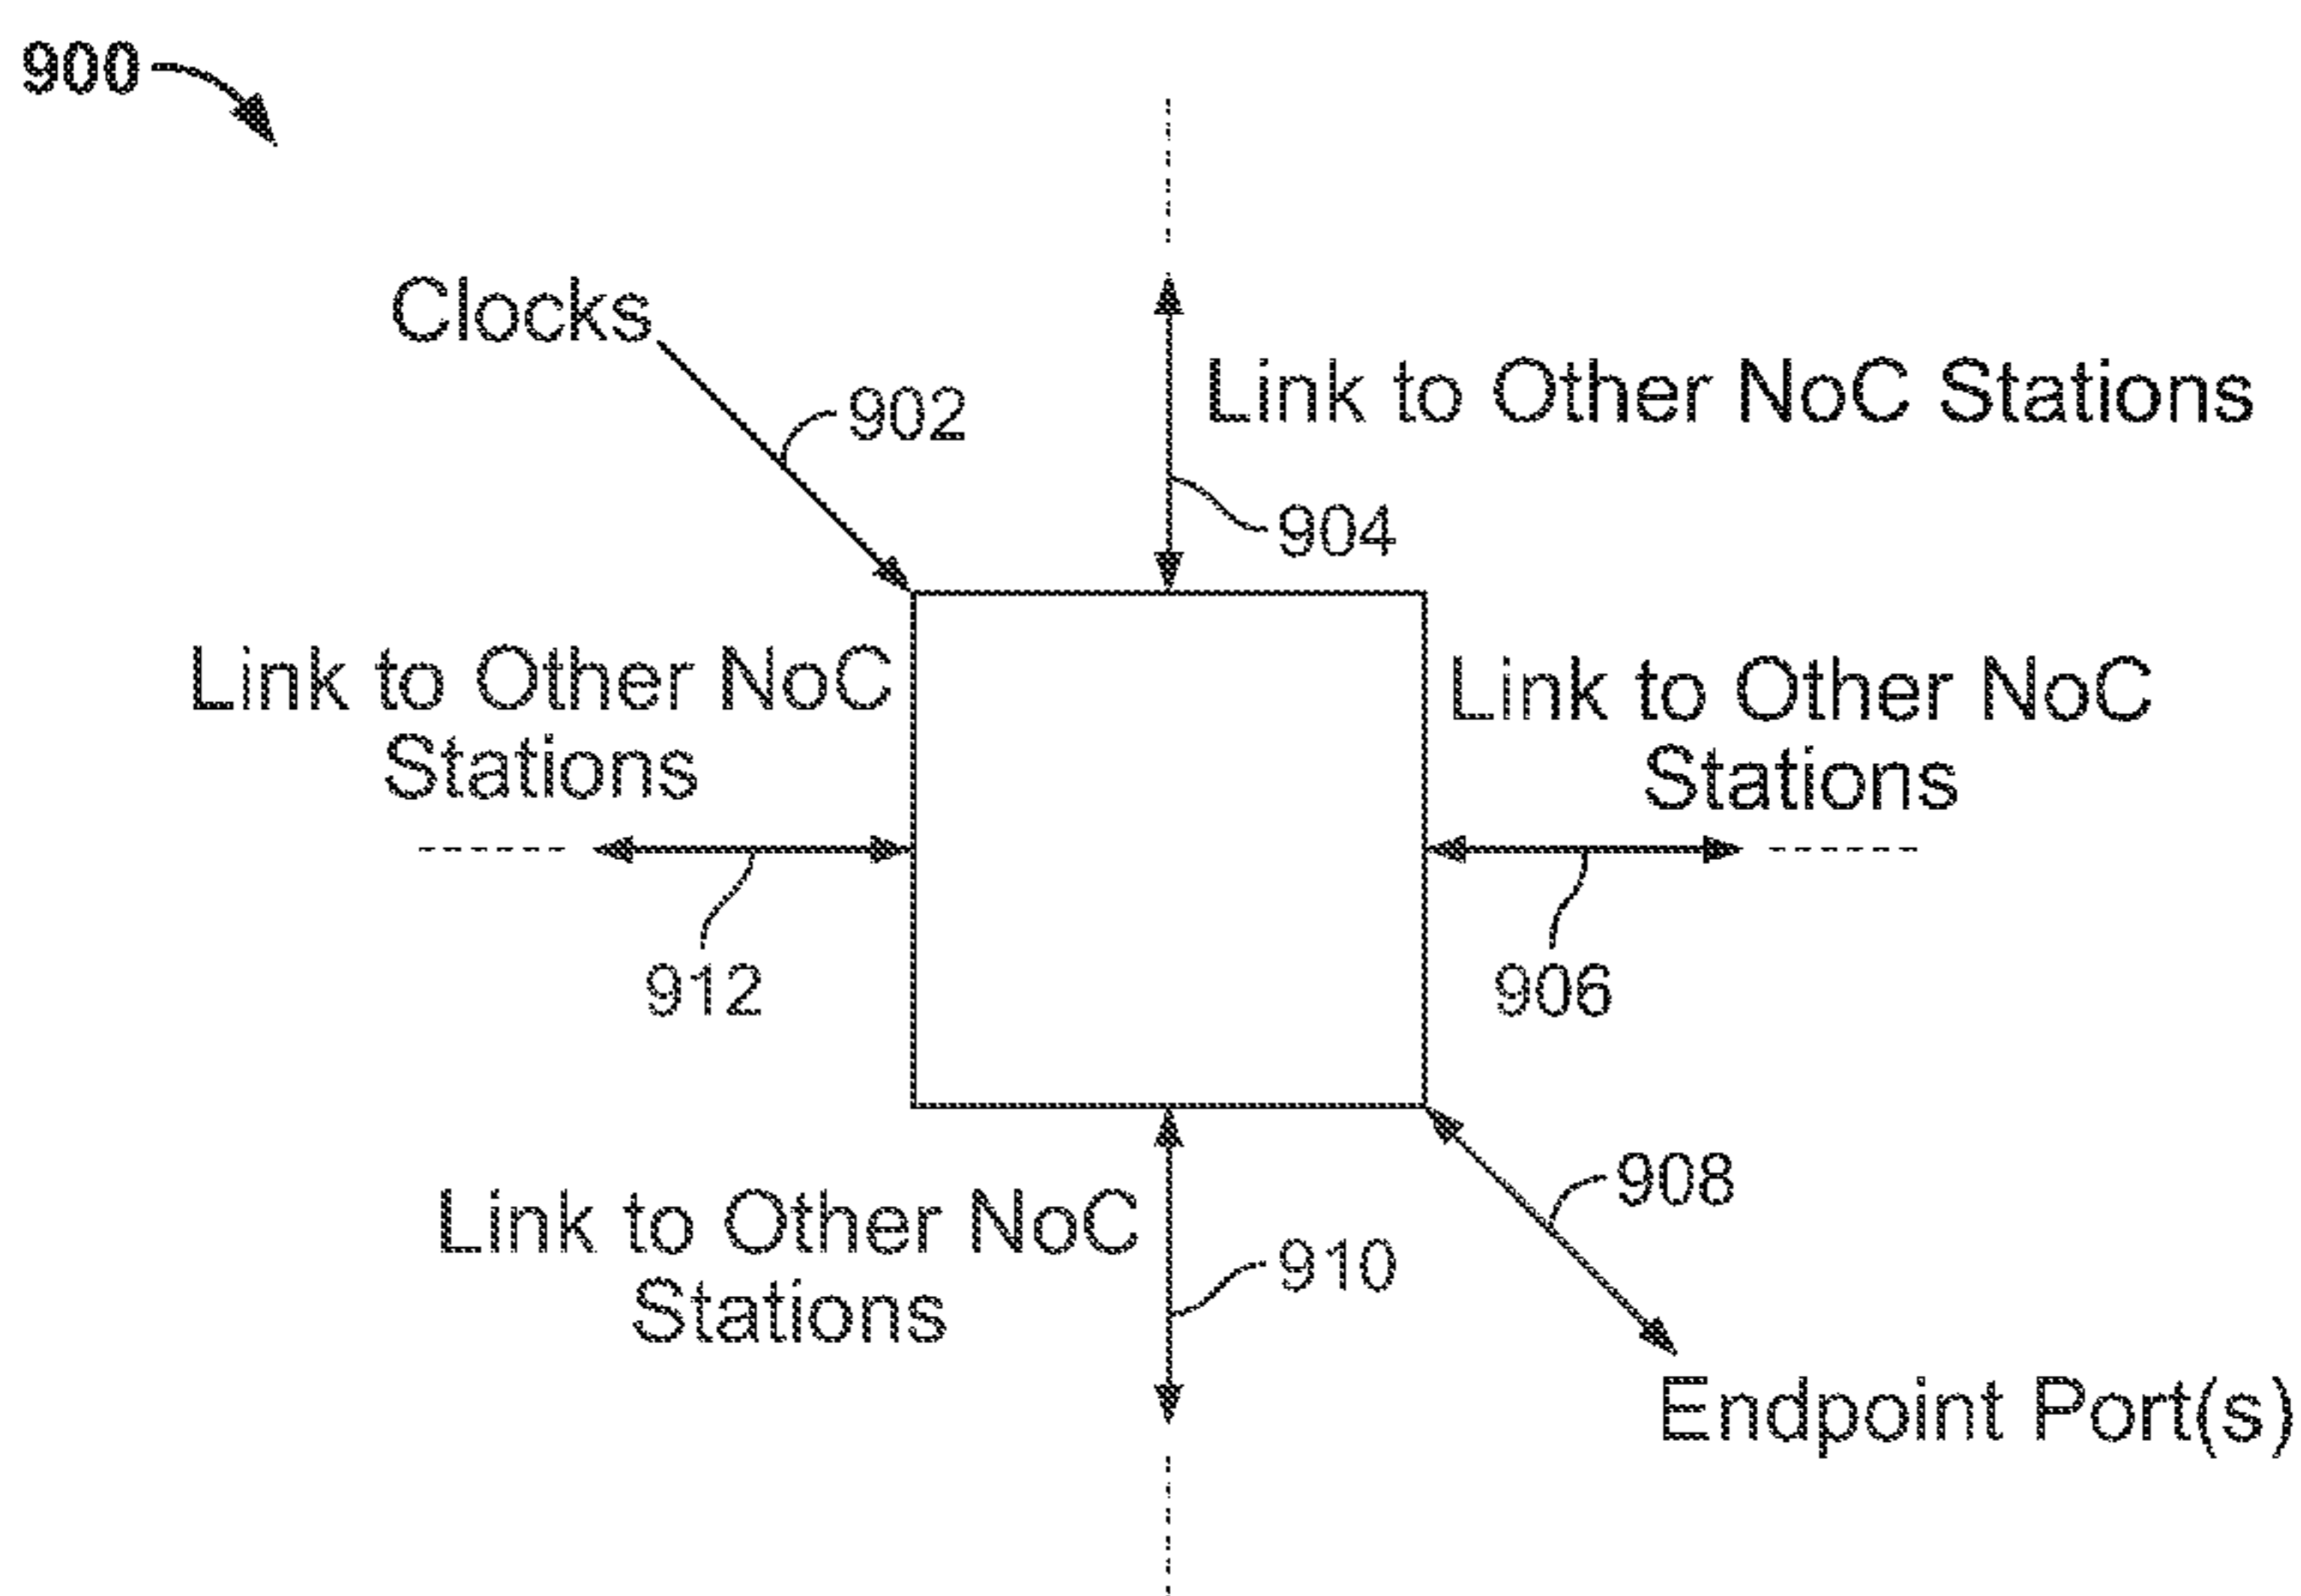 900
Clocks
902
Link to Other NoC Stations
904
Link to Other NoC
Stations
Link to Other NoC
Stations
912
906
Link to Other NoC
Stations
908
910
Endpoint Port(s)